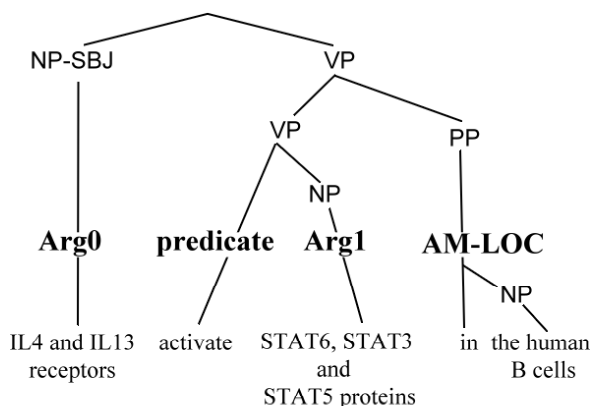 NP-SBJ VP
VP PP
NP
Arg0 predicate Arg1 AM-LOC
NP
IL4 and IL13 activate STAT6, STAT3 in the human
receptors and B cells
STAT5 proteins